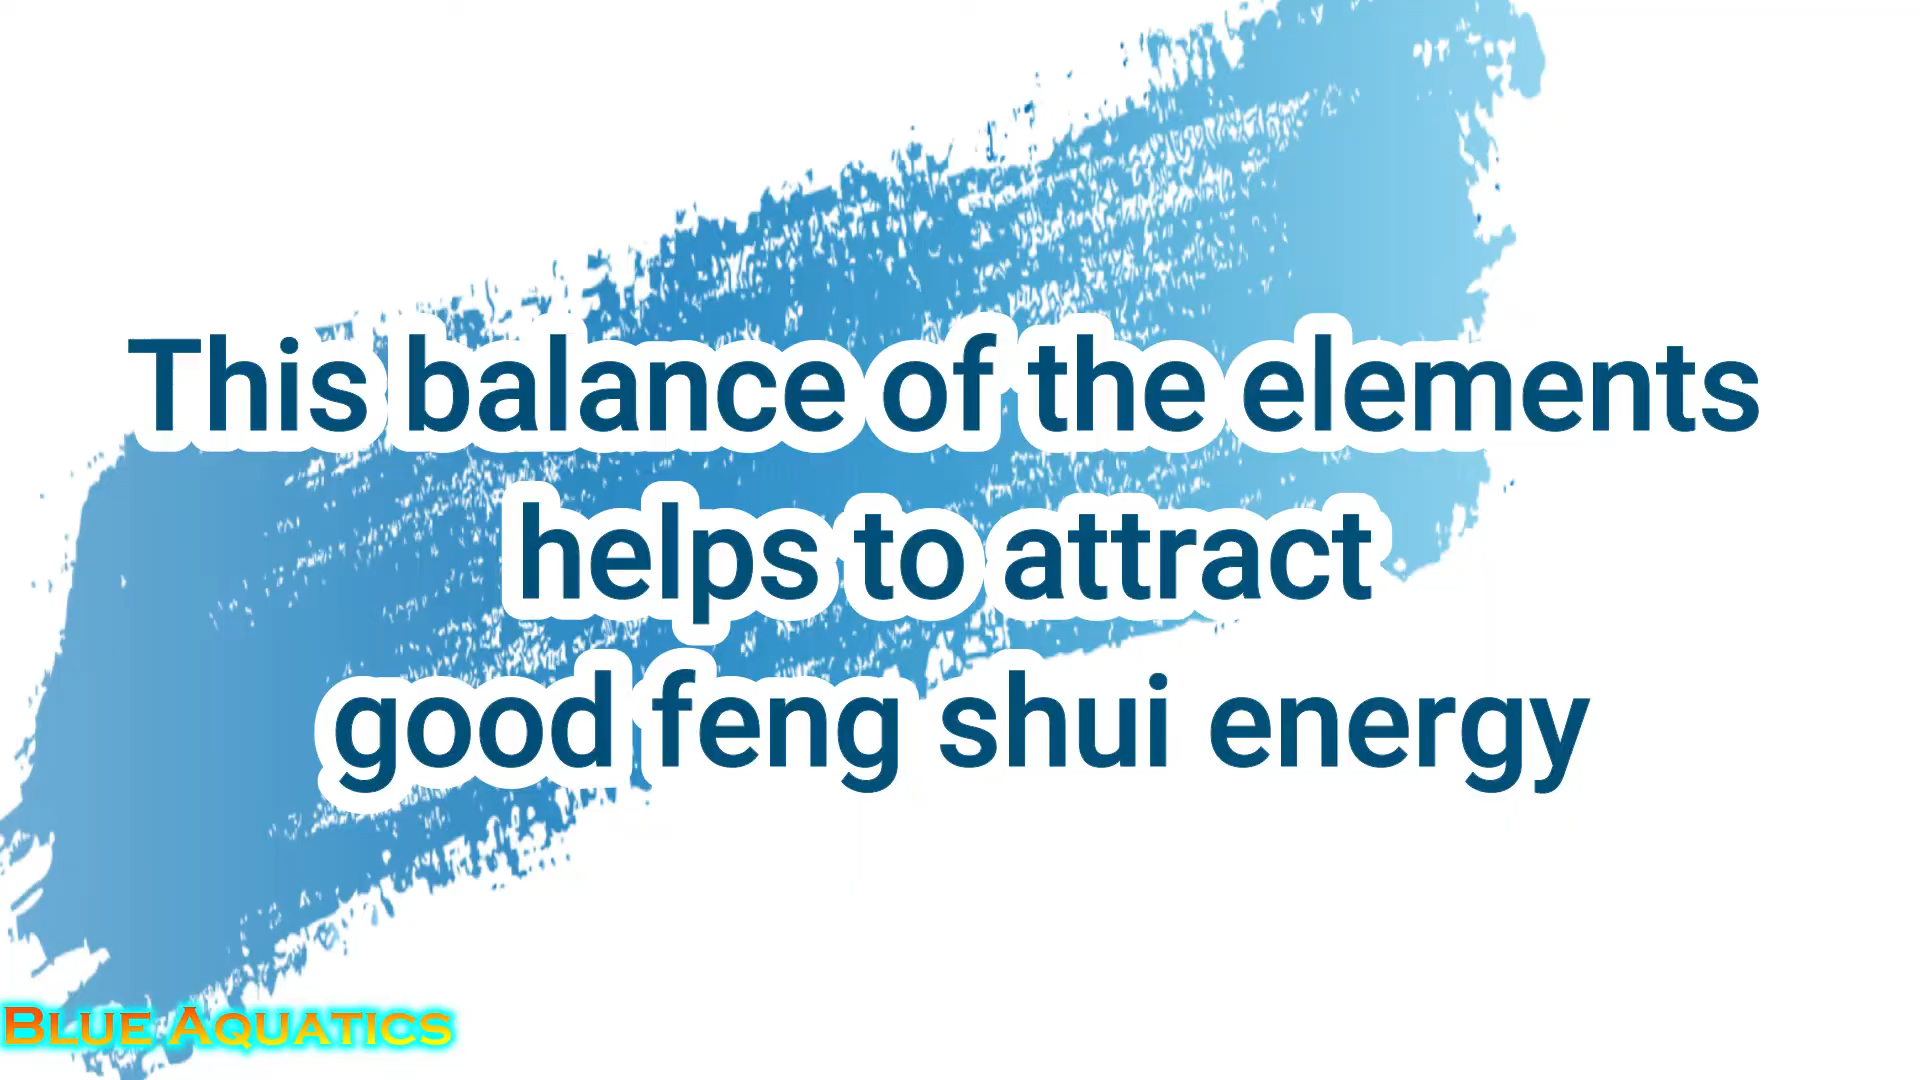 This balance of the elements
helps to attract
good feng shui energy
BLUE AQUATICS